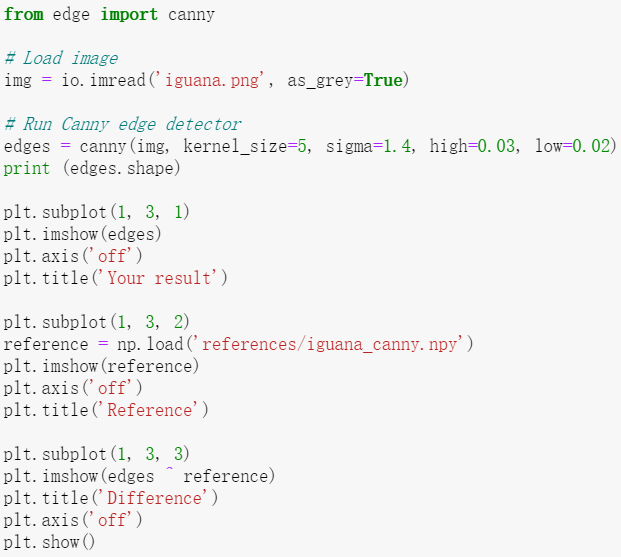 from edge import canny
# Load image
img = io.imread('iguana.png', as_grey=True)
# Run Canny edge detector
edges = canny(img, kernel_size=5, sigma=1.4, high=0.03, low=0.02)
print (edges.shape)
plt.subplot(1, 3, 1)
plt.imshow(edges)
plt.axis('off')
plt.title('Your result')
plt.subplot(1, 3, 2)
reference = np.load('references/iguana_canny.npy')
plt.imshow(reference)
plt.axis('off')
plt.title('Reference')
plt.subplot(1, 3, 3)
plt.imshow(edges ^ reference)
plt.title('Difference')
plt.axis('off')
plt.show()